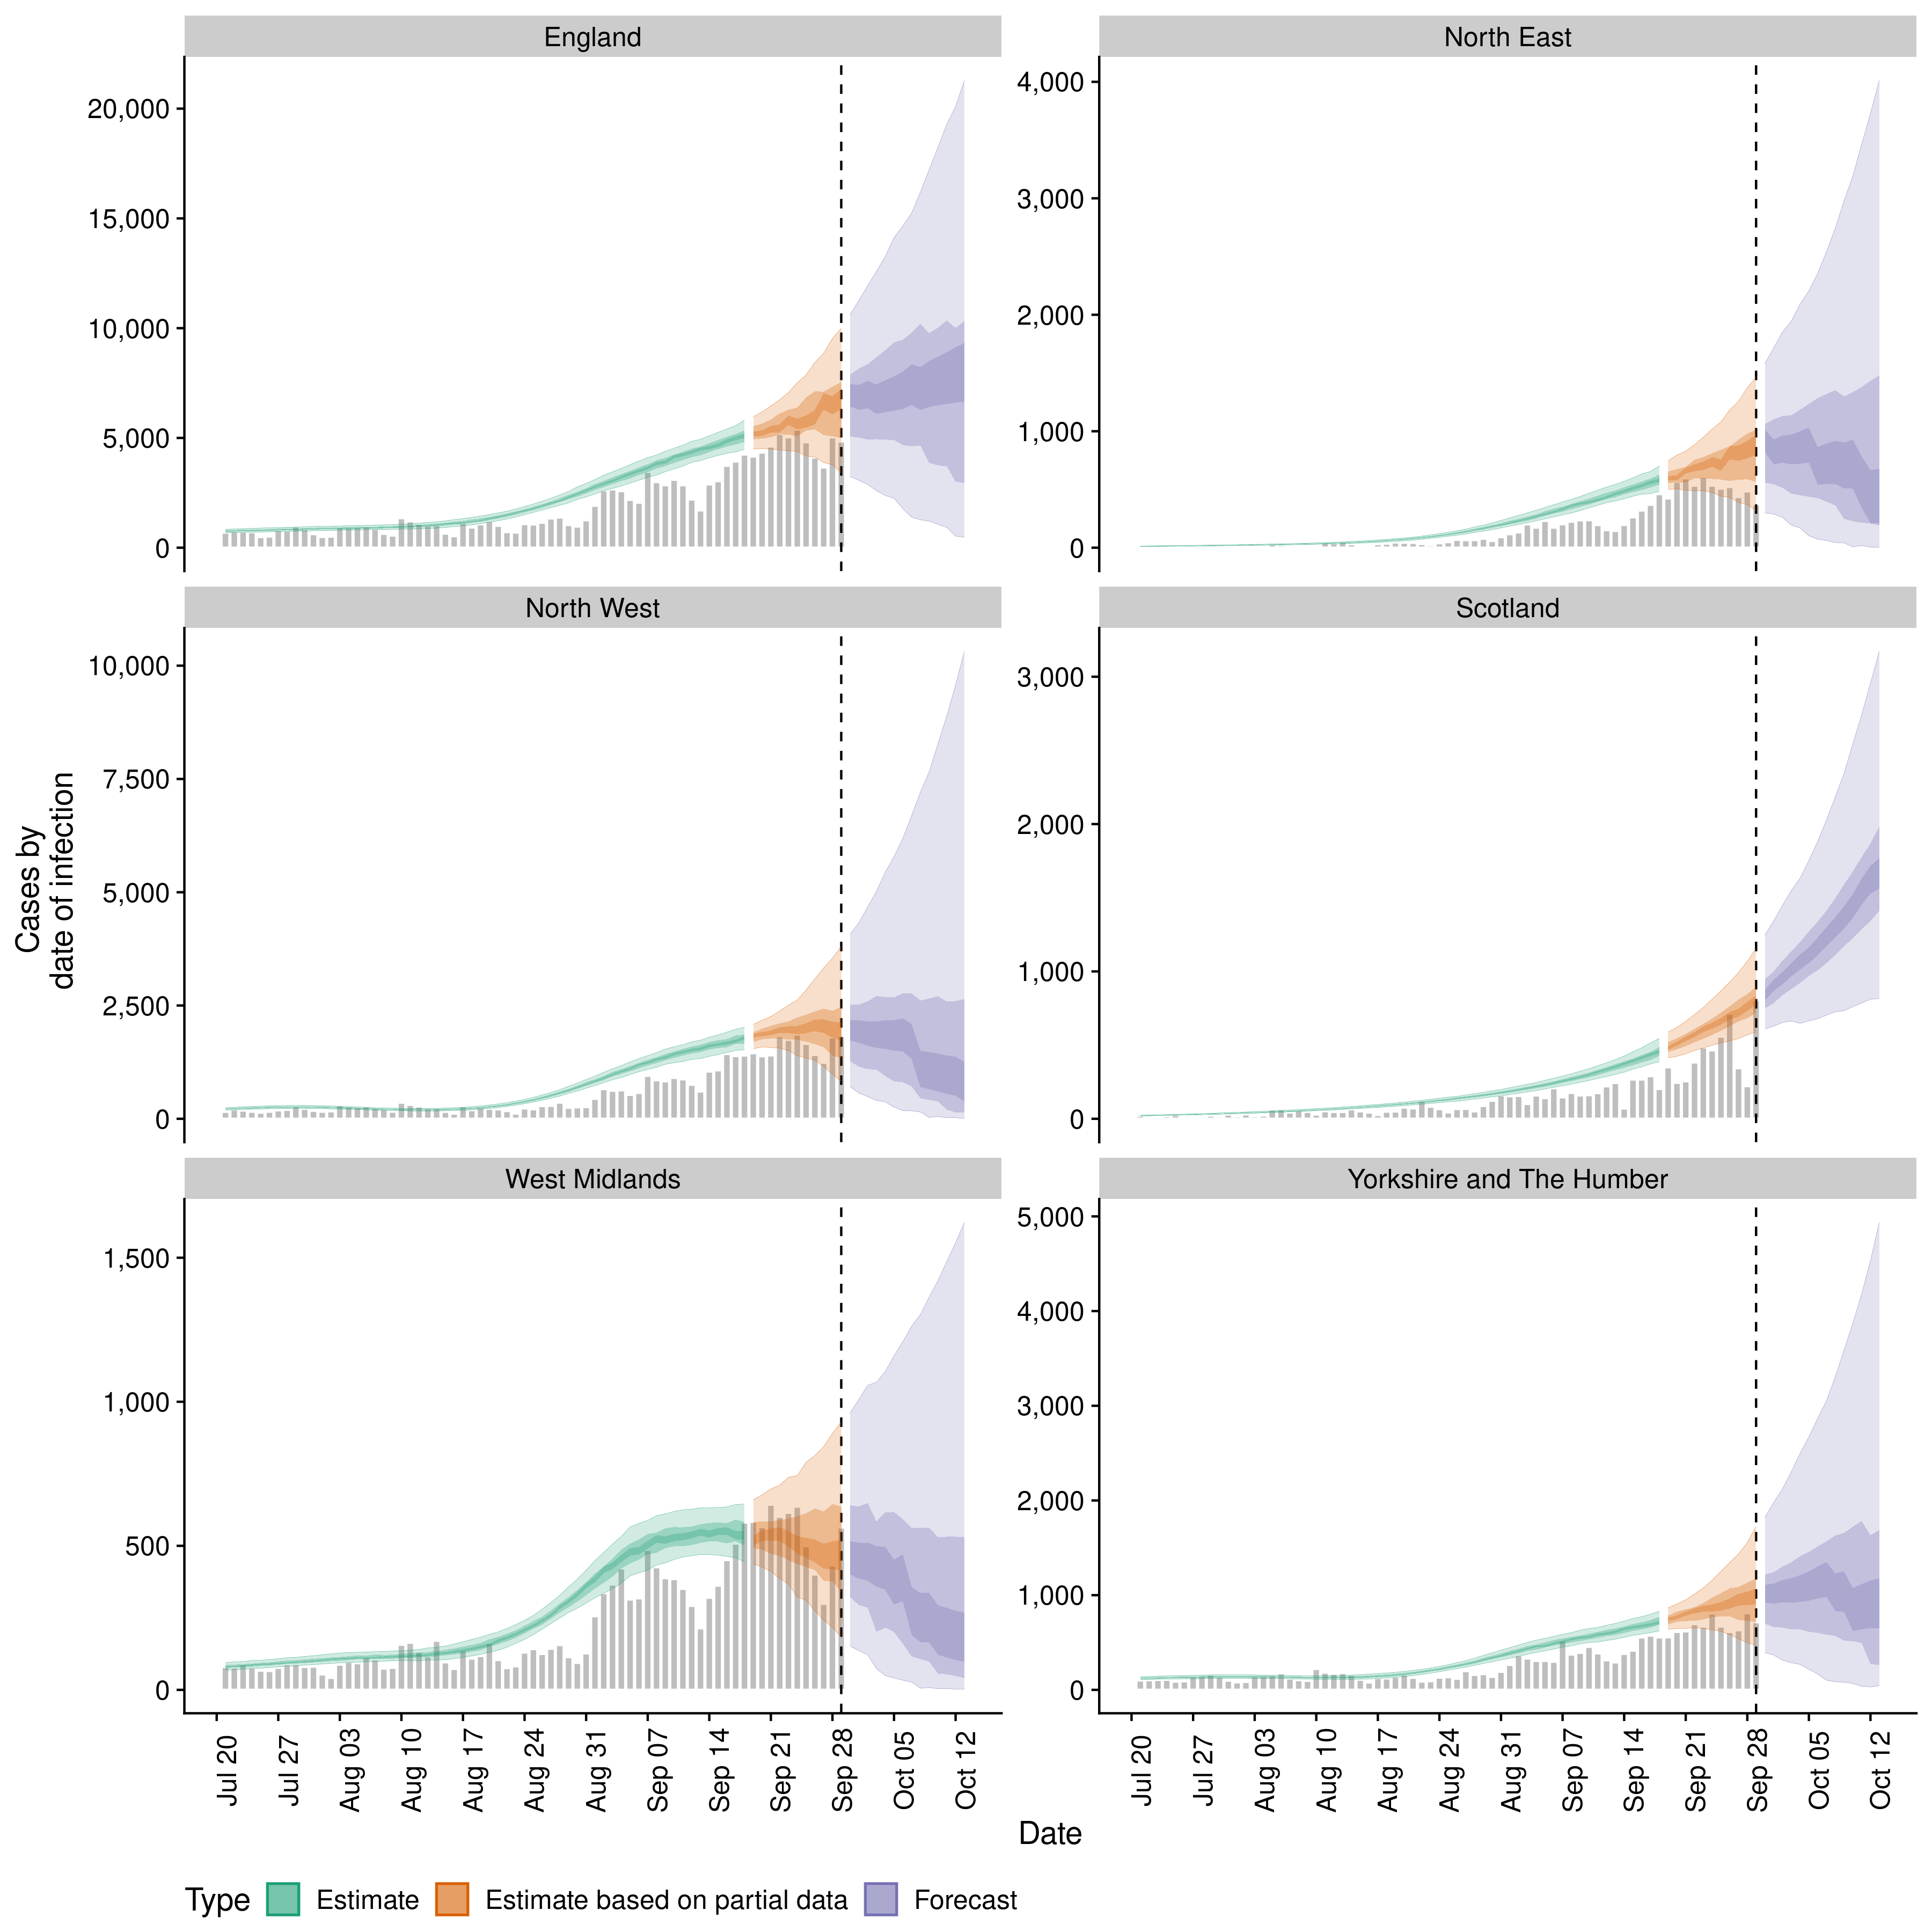 England
North East
20,000
15,000
10,000
5,000
0
4,000
3,000
2,000
1,000
0
North West
Scotland
10,000
7,500
5,000
2,500
0
3,000
2,000
1,000
0
Cases by
date of infection
West Midlands
Yorkshire and The Humber
1,500
1,000
500
0
5,000
4,000
3,000
2,000
1,000
0
Jul 20
Jul 27
Aug 03
Aug 10
Aug 17
Aug 24
Aug 31
Sep 07
Sep 14
Sep 21
Sep 28
Oct 05
Oct 12
Jul 20
Jul 27
Aug 03
Aug 10
Aug 17
Aug 24
Aug 31
Sep 07
Sep 14
Sep 21
Sep 28
Oct 05
Oct 12
Date
Type Estimate Estimate based on partial data Forecast